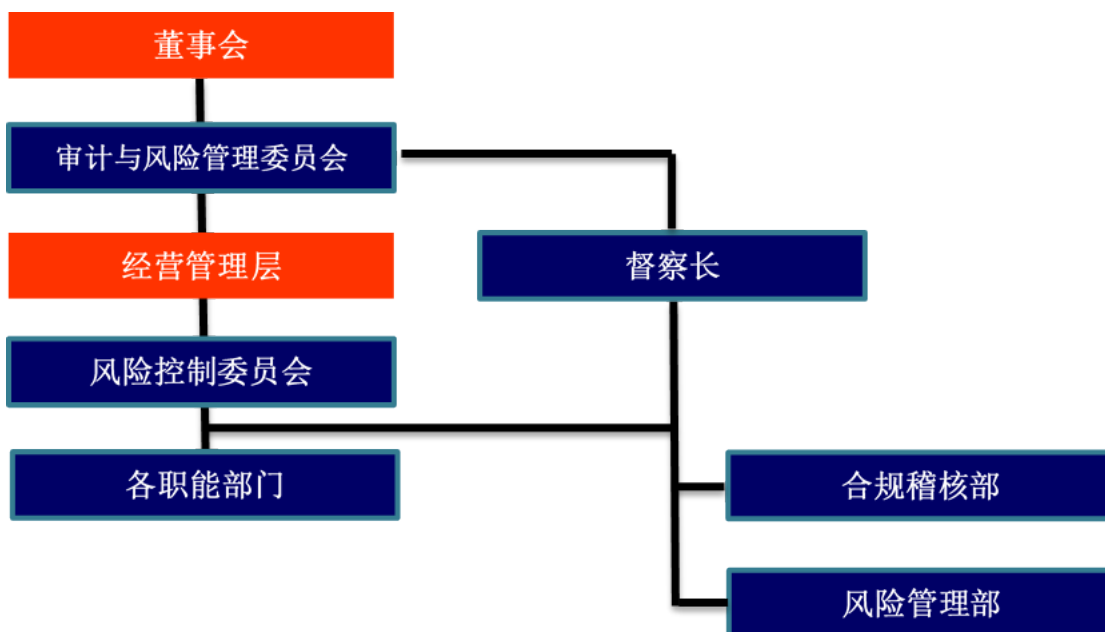 董事会
审计与风险管理委员会
经营管理层
督察长
风险控制委员会
各职能部门
合规稽核部
风险管理部